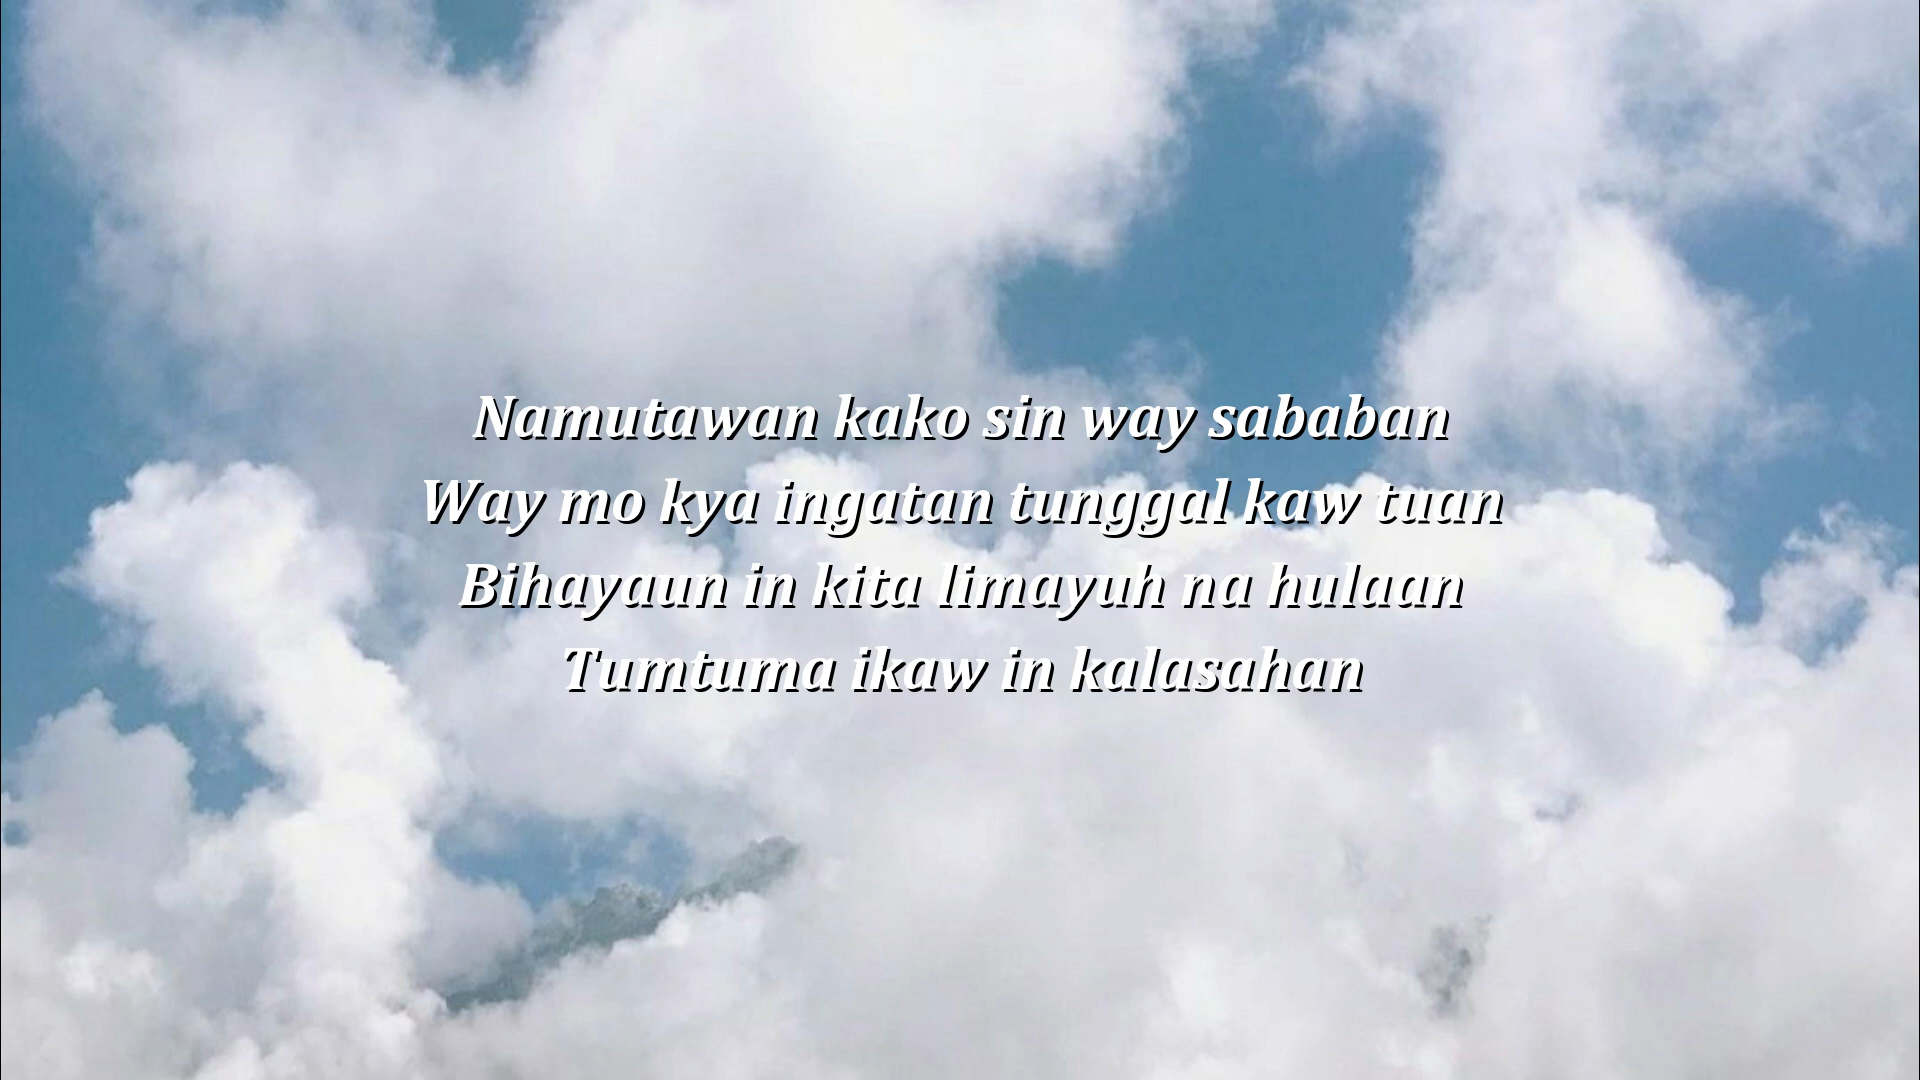 Namutawan kako sin way sababan
Way mo kya ingatan tunggal kaw tuan
Bihayaun in kita limayuh na hulaan
Tumtuma ikaw in kalasahan